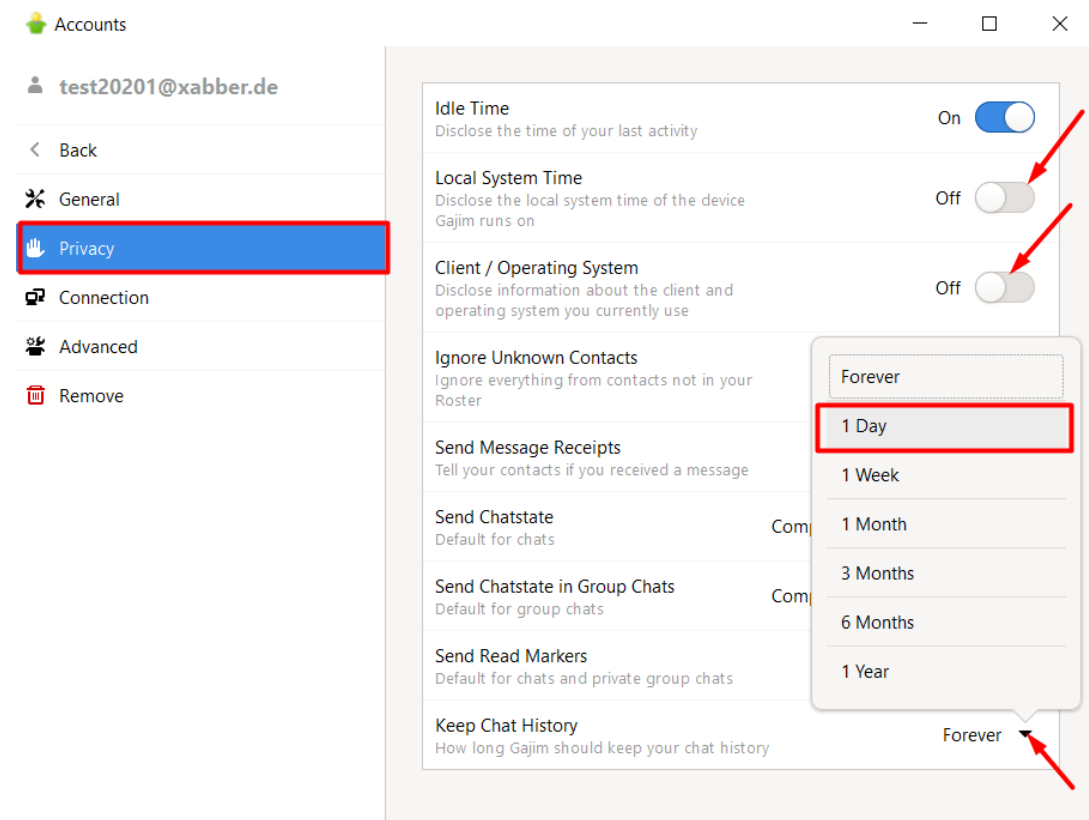 Accounts
test20201@xabber.de
Back
General
Privacy
Connection
Advanced
Remove
Idle Time
Disclose the time of your last activity
On
Local System Time
Disclose the local system time of the device
Gajim runs on
Off
Client / Operating System
Disclose information about the client and
operating system you currently use
Off
Ignore Unknown Contacts
Ignore everything from contacts not in your
Roster
Send Message Receipts
Tell your contacts if you received a message
Send Chatstate
Default for chats
Send Chatstate in Group Chats
Default for group chats
Send Read Markers
Default for chats and private group chats
Keep Chat History
How long Gajim should keep your chat history
Forever
Forever
1 Day
1 Week
1 Month
3 Months
6 Months
1 Year